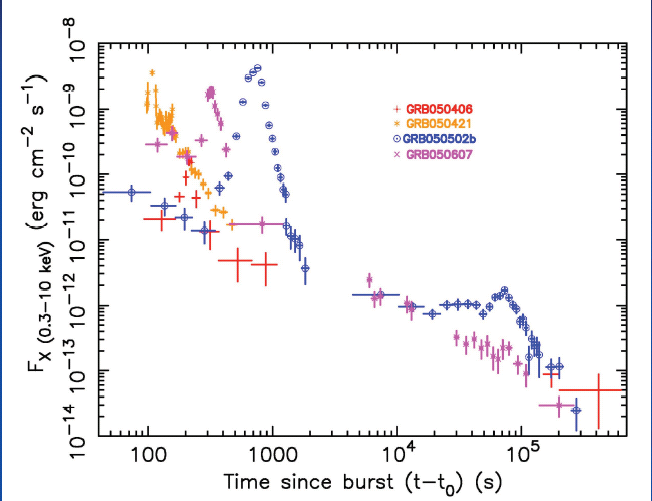 10⁻⁸
10⁻⁹
10⁻¹⁰
10⁻¹¹
10⁻¹²
10⁻¹³
10⁻¹⁴
F_X (0.3−10 keV) (erg cm⁻² s⁻¹)
GRB050406
GRB050421
GRB050502b
GRB050607
100 1000 10⁴ 10⁵
Time since burst (t−t₀) (s)